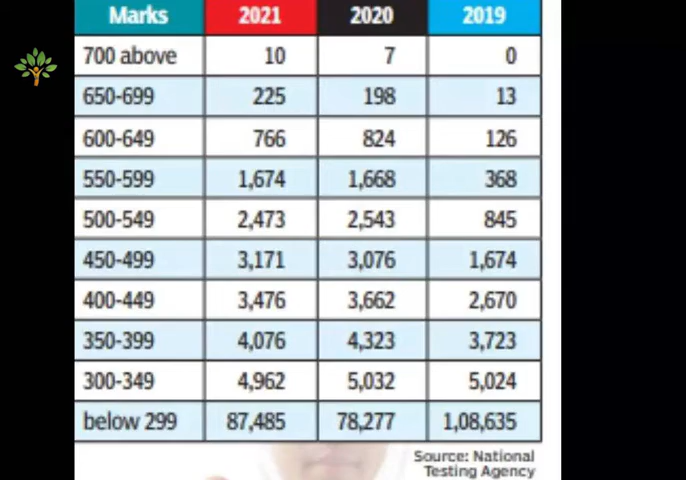 Marks 2021 2020 2019
700 above 10 7 0
650-699 225 198 13
600-649 766 824 126
550-599 1,674 1,668 368
500-549 2,473 2,543 845
450-499 3,171 3,076 1,674
400-449 3,476 3,662 2,670
350-399 4,076 4,323 3,723
300-349 4,962 5,032 5,024
below 299 87,485 78,277 1,08,635
Source: National
Testing Agency